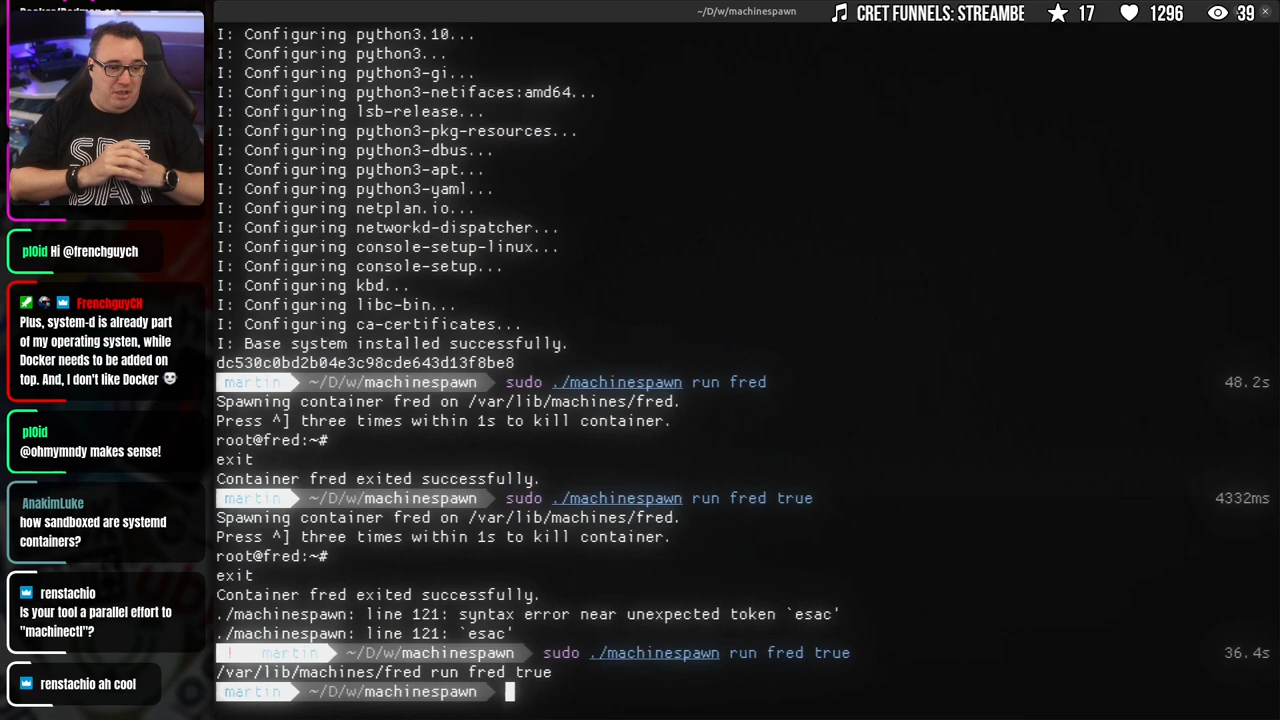 ~/D/w/machinespawn
CRET FUNNELS: STREAMBE
17
1296
39
I: Configuring python3.10...
I: Configuring python3...
I: Configuring python3-gi...
I: Configuring python3-netifaces:amd64...
I: Configuring lsb-release...
I: Configuring python3-pkg-resources...
I: Configuring python3-dbus...
I: Configuring python3-apt...
I: Configuring python3-yaml...
I: Configuring netplan.io...
I: Configuring networkd-dispatcher...
I: Configuring console-setup-linux...
I: Configuring console-setup...
I: Configuring kbd...
I: Configuring libc-bin...
I: Configuring ca-certificates...
I: Base system installed successfully.
dc530c0bd2b04e3c98cde643d13f8be8
martin ~/D/w/machinespawn sudo ./machinespawn run fred 48.2s
Spawning container fred on /var/lib/machines/fred.
Press ^] three times within 1s to kill container.
root@fred:~#
exit
Container fred exited successfully.
martin ~/D/w/machinespawn sudo ./machinespawn run fred true 4332ms
Spawning container fred on /var/lib/machines/fred.
Press ^] three times within 1s to kill container.
root@fred:~#
exit
Container fred exited successfully.
./machinespawn: line 121: syntax error near unexpected token `esac'
./machinespawn: line 121: `esac'
! martin ~/D/w/machinespawn sudo ./machinespawn run fred true 36.4s
/var/lib/machines/fred run fred true
martin ~/D/w/machinespawn
pl0id Hi @frenchguych
FrenchguyCH
Plus, system-d is already part
of my operating systen, while
Docker needs to be added on
top. And, I don't like Docker
pl0id
@ohmymndy makes sense!
AnakimLuke
how sandboxed are systemd
containers?
renstachio
Is your tool a parallel effort to
"machinectl"?
renstachio ah cool